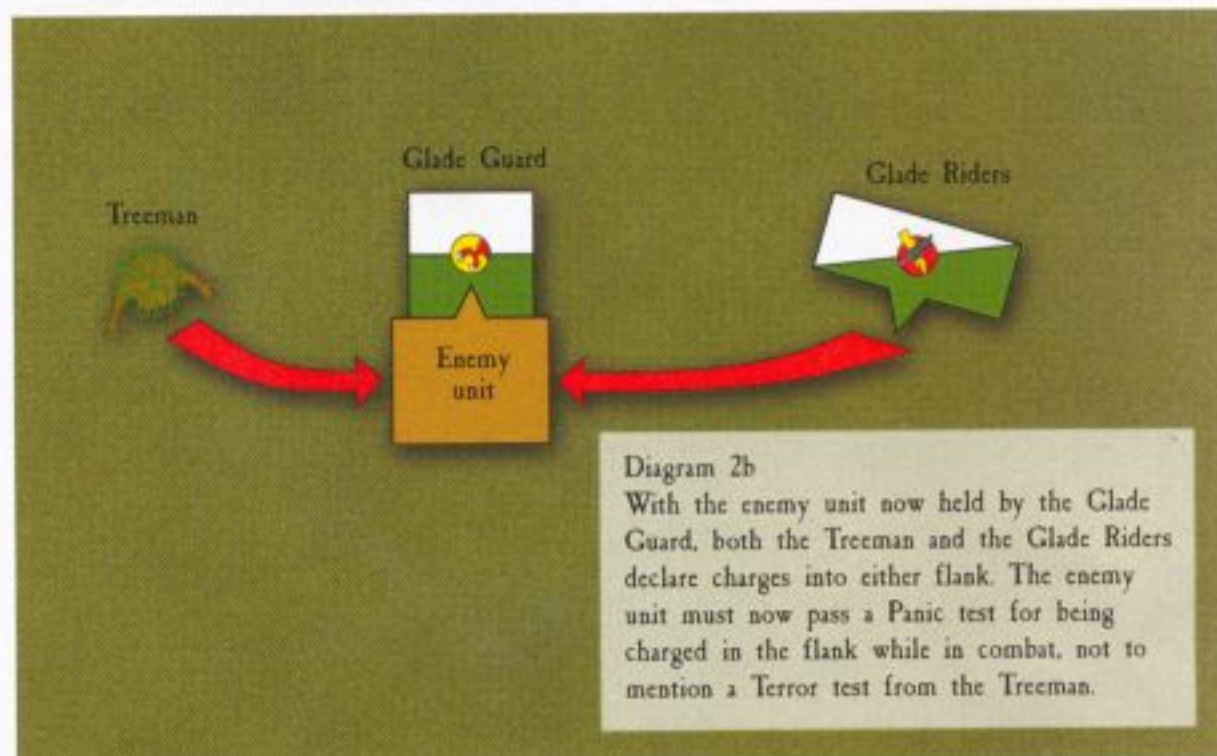 Glade Guard
Glade Riders
Treeman
Enemy
unit
Diagram 2b
With the enemy unit now held by the Glade
Guard, both the Treeman and the Glade Riders
declare charges into either flank. The enemy
unit must now pass a Panic test for being
charged in the flank while in combat, not to
mention a Terror test from the Treeman.